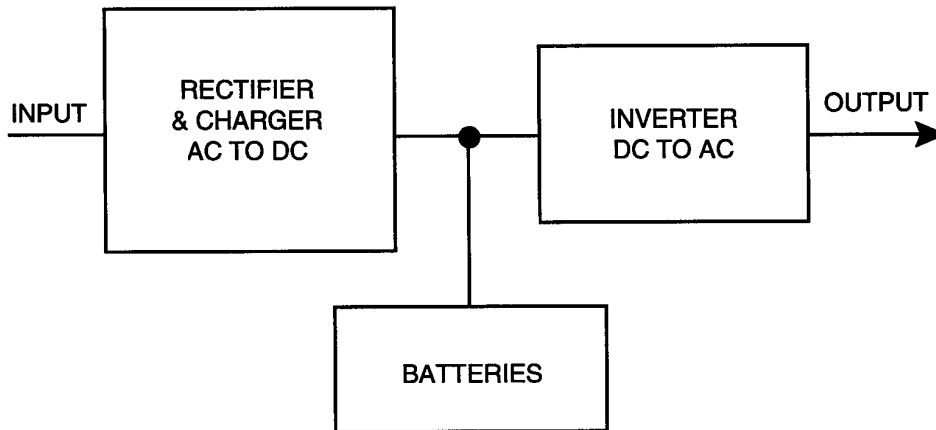 INPUT
RECTIFIER
& CHARGER
AC TO DC
INVERTER
DC TO AC
OUTPUT
BATTERIES